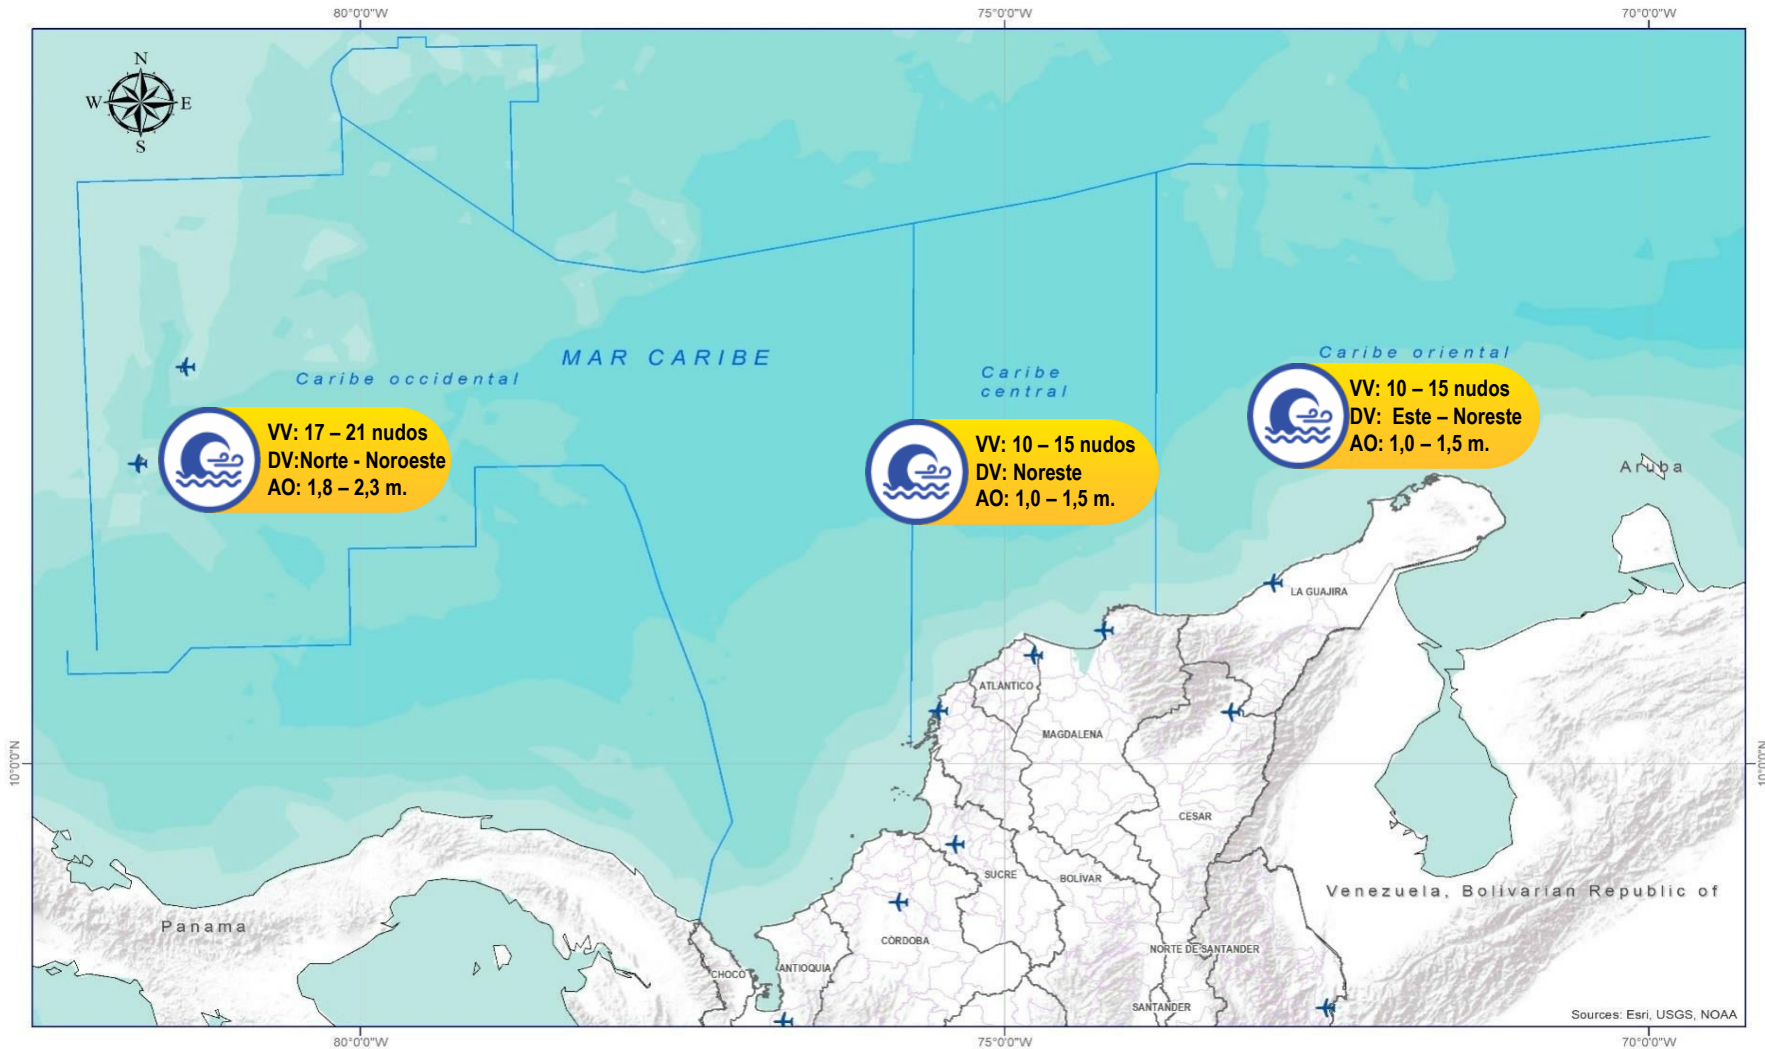 80°0'0"W
75°0'0"W
70°0'0"W
N
W
E
S
MAR CARIBE
Caribe occidental
Caribe
central
Caribe oriental
VV: 17 – 21 nudos
DV:Norte - Noroeste
AO: 1,8 – 2,3 m.
VV: 10 – 15 nudos
DV: Noreste
AO: 1,0 – 1,5 m.
VV: 10 – 15 nudos
DV: Este – Noreste
AO: 1,0 – 1,5 m.
Aruba
LA GUAJIRA
ATLANTICO
MAGDALENA
10°0'0"N
10°0'0"N
CESAR
SUCRE
BOLÍVAR
Venezuela, Bolivarian Republic of
Panama
CÓRDOBA
NORTE DE SANTANDER
CHOCO
ANTIOQUIA
SANTANDER
Sources: Esri, USGS, NOAA
80°0'0"W
75°0'0"W
70°0'0"W